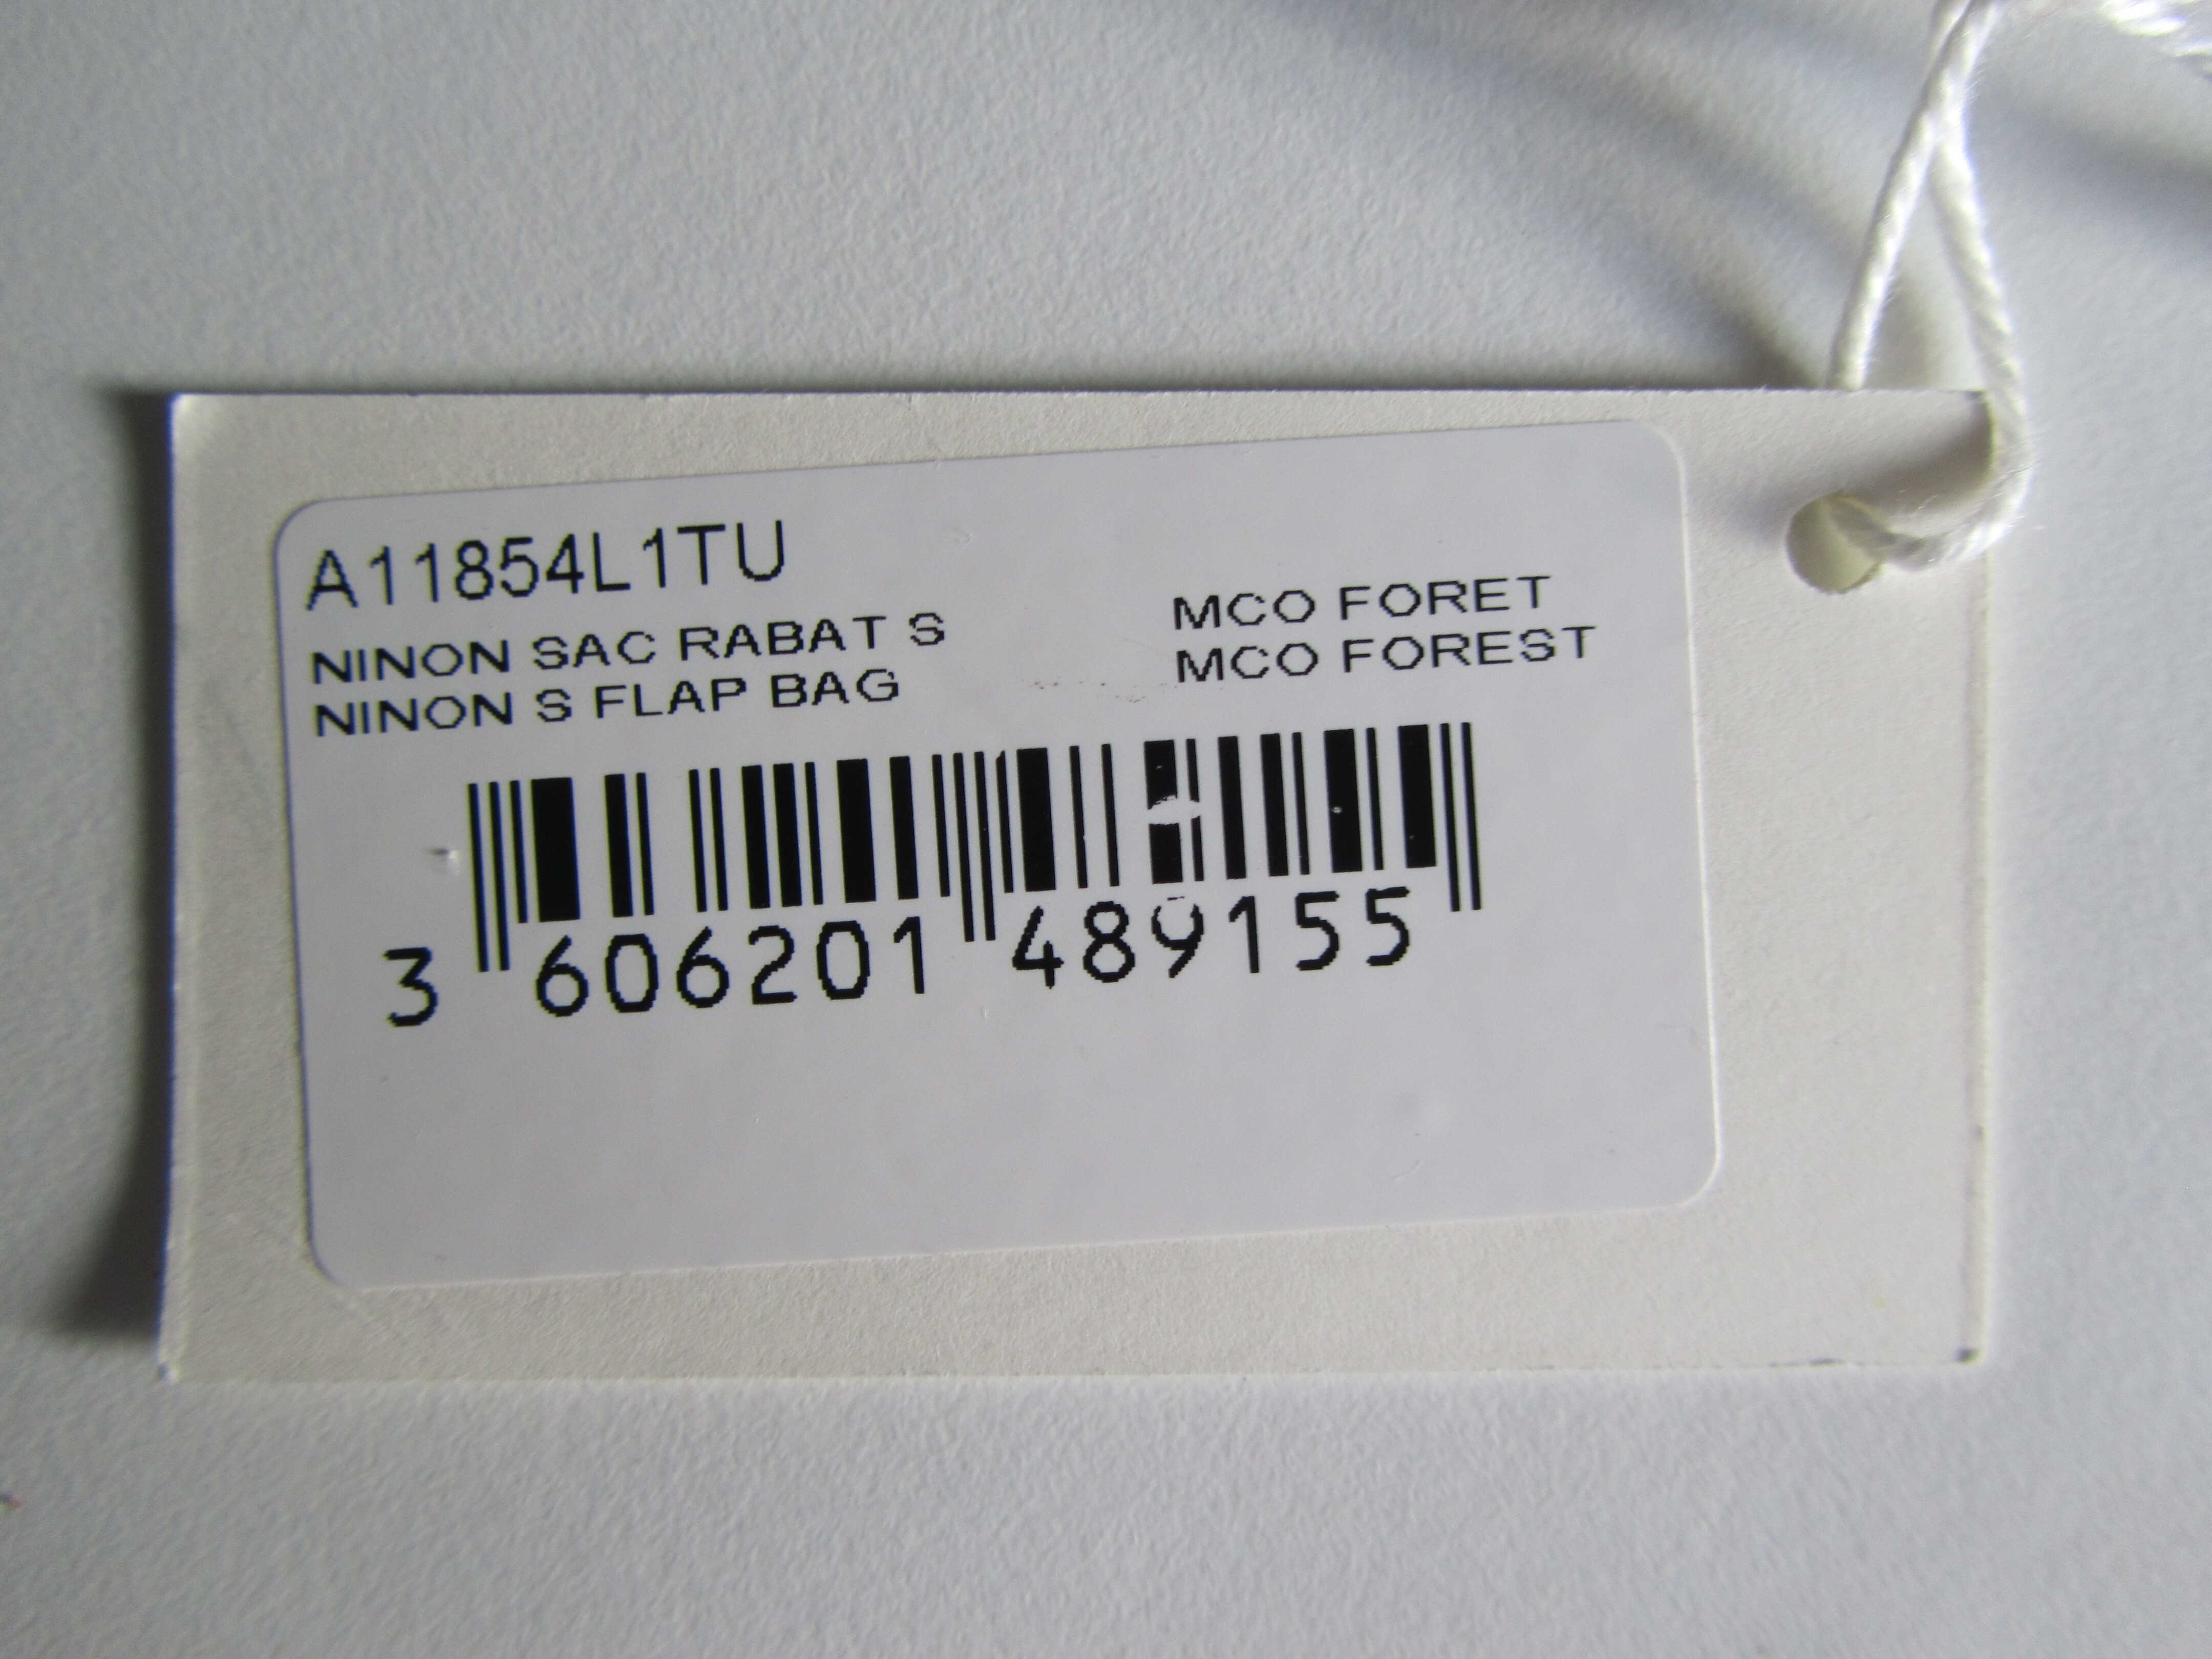 A11854L1TU
NINON SAC RABAT S MCO FORET
NINON S FLAP BAG MCO FOREST
3 606201 489155